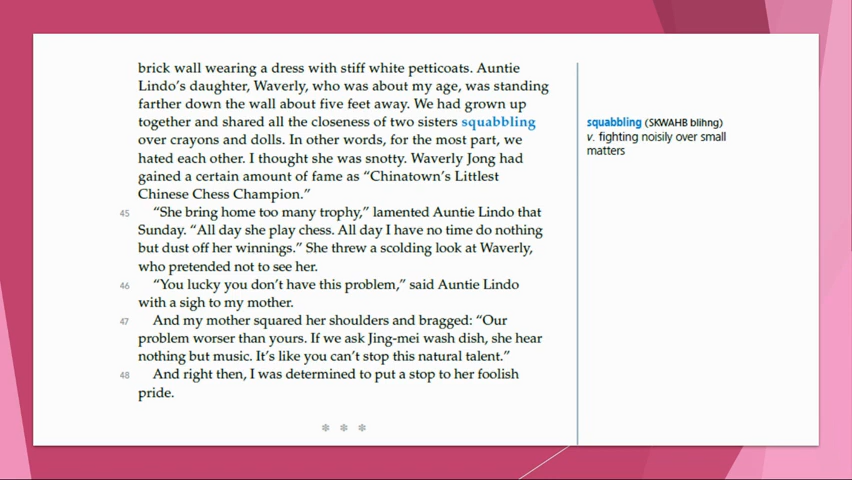 brick wall wearing a dress with stiff white petticoats. Auntie
Lindo’s daughter, Waverly, who was about my age, was standing
farther down the wall about five feet away. We had grown up
together and shared all the closeness of two sisters squabbling
over crayons and dolls. In other words, for the most part, we
hated each other. I thought she was snotty. Waverly Jong had
gained a certain amount of fame as “Chinatown’s Littlest
Chinese Chess Champion.”
45 “She bring home too many trophy,” lamented Auntie Lindo that
Sunday. “All day she play chess. All day I have no time do nothing
but dust off her winnings.” She threw a scolding look at Waverly,
who pretended not to see her.
46 “You lucky you don’t have this problem,” said Auntie Lindo
with a sigh to my mother.
47 And my mother squared her shoulders and bragged: “Our
problem worser than yours. If we ask Jing-mei wash dish, she hear
nothing but music. It’s like you can’t stop this natural talent.”
48 And right then, I was determined to put a stop to her foolish
pride.
squabbling (SKWAHB blihng)
v. fighting noisily over small
matters